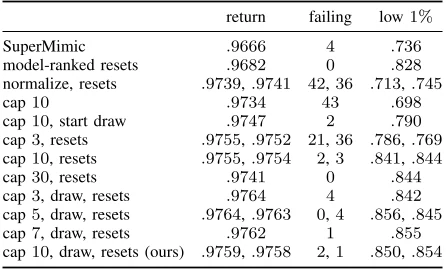 return failing low 1%
SuperMimic .9666 4 .736
model-ranked resets .9682 0 .828
normalize, resets .9739, .9741 42, 36 .713, .745
cap 10 .9734 43 .698
cap 10, start draw .9747 2 .790
cap 3, resets .9755, .9752 21, 36 .786, .769
cap 10, resets .9755, .9754 2, 3 .841, .844
cap 30, resets .9741 0 .844
cap 3, draw, resets .9764 4 .842
cap 5, draw, resets .9764, .9763 0, 4 .856, .845
cap 7, draw, resets .9762 1 .855
cap 10, draw, resets (ours) .9759, .9758 2, 1 .850, .854